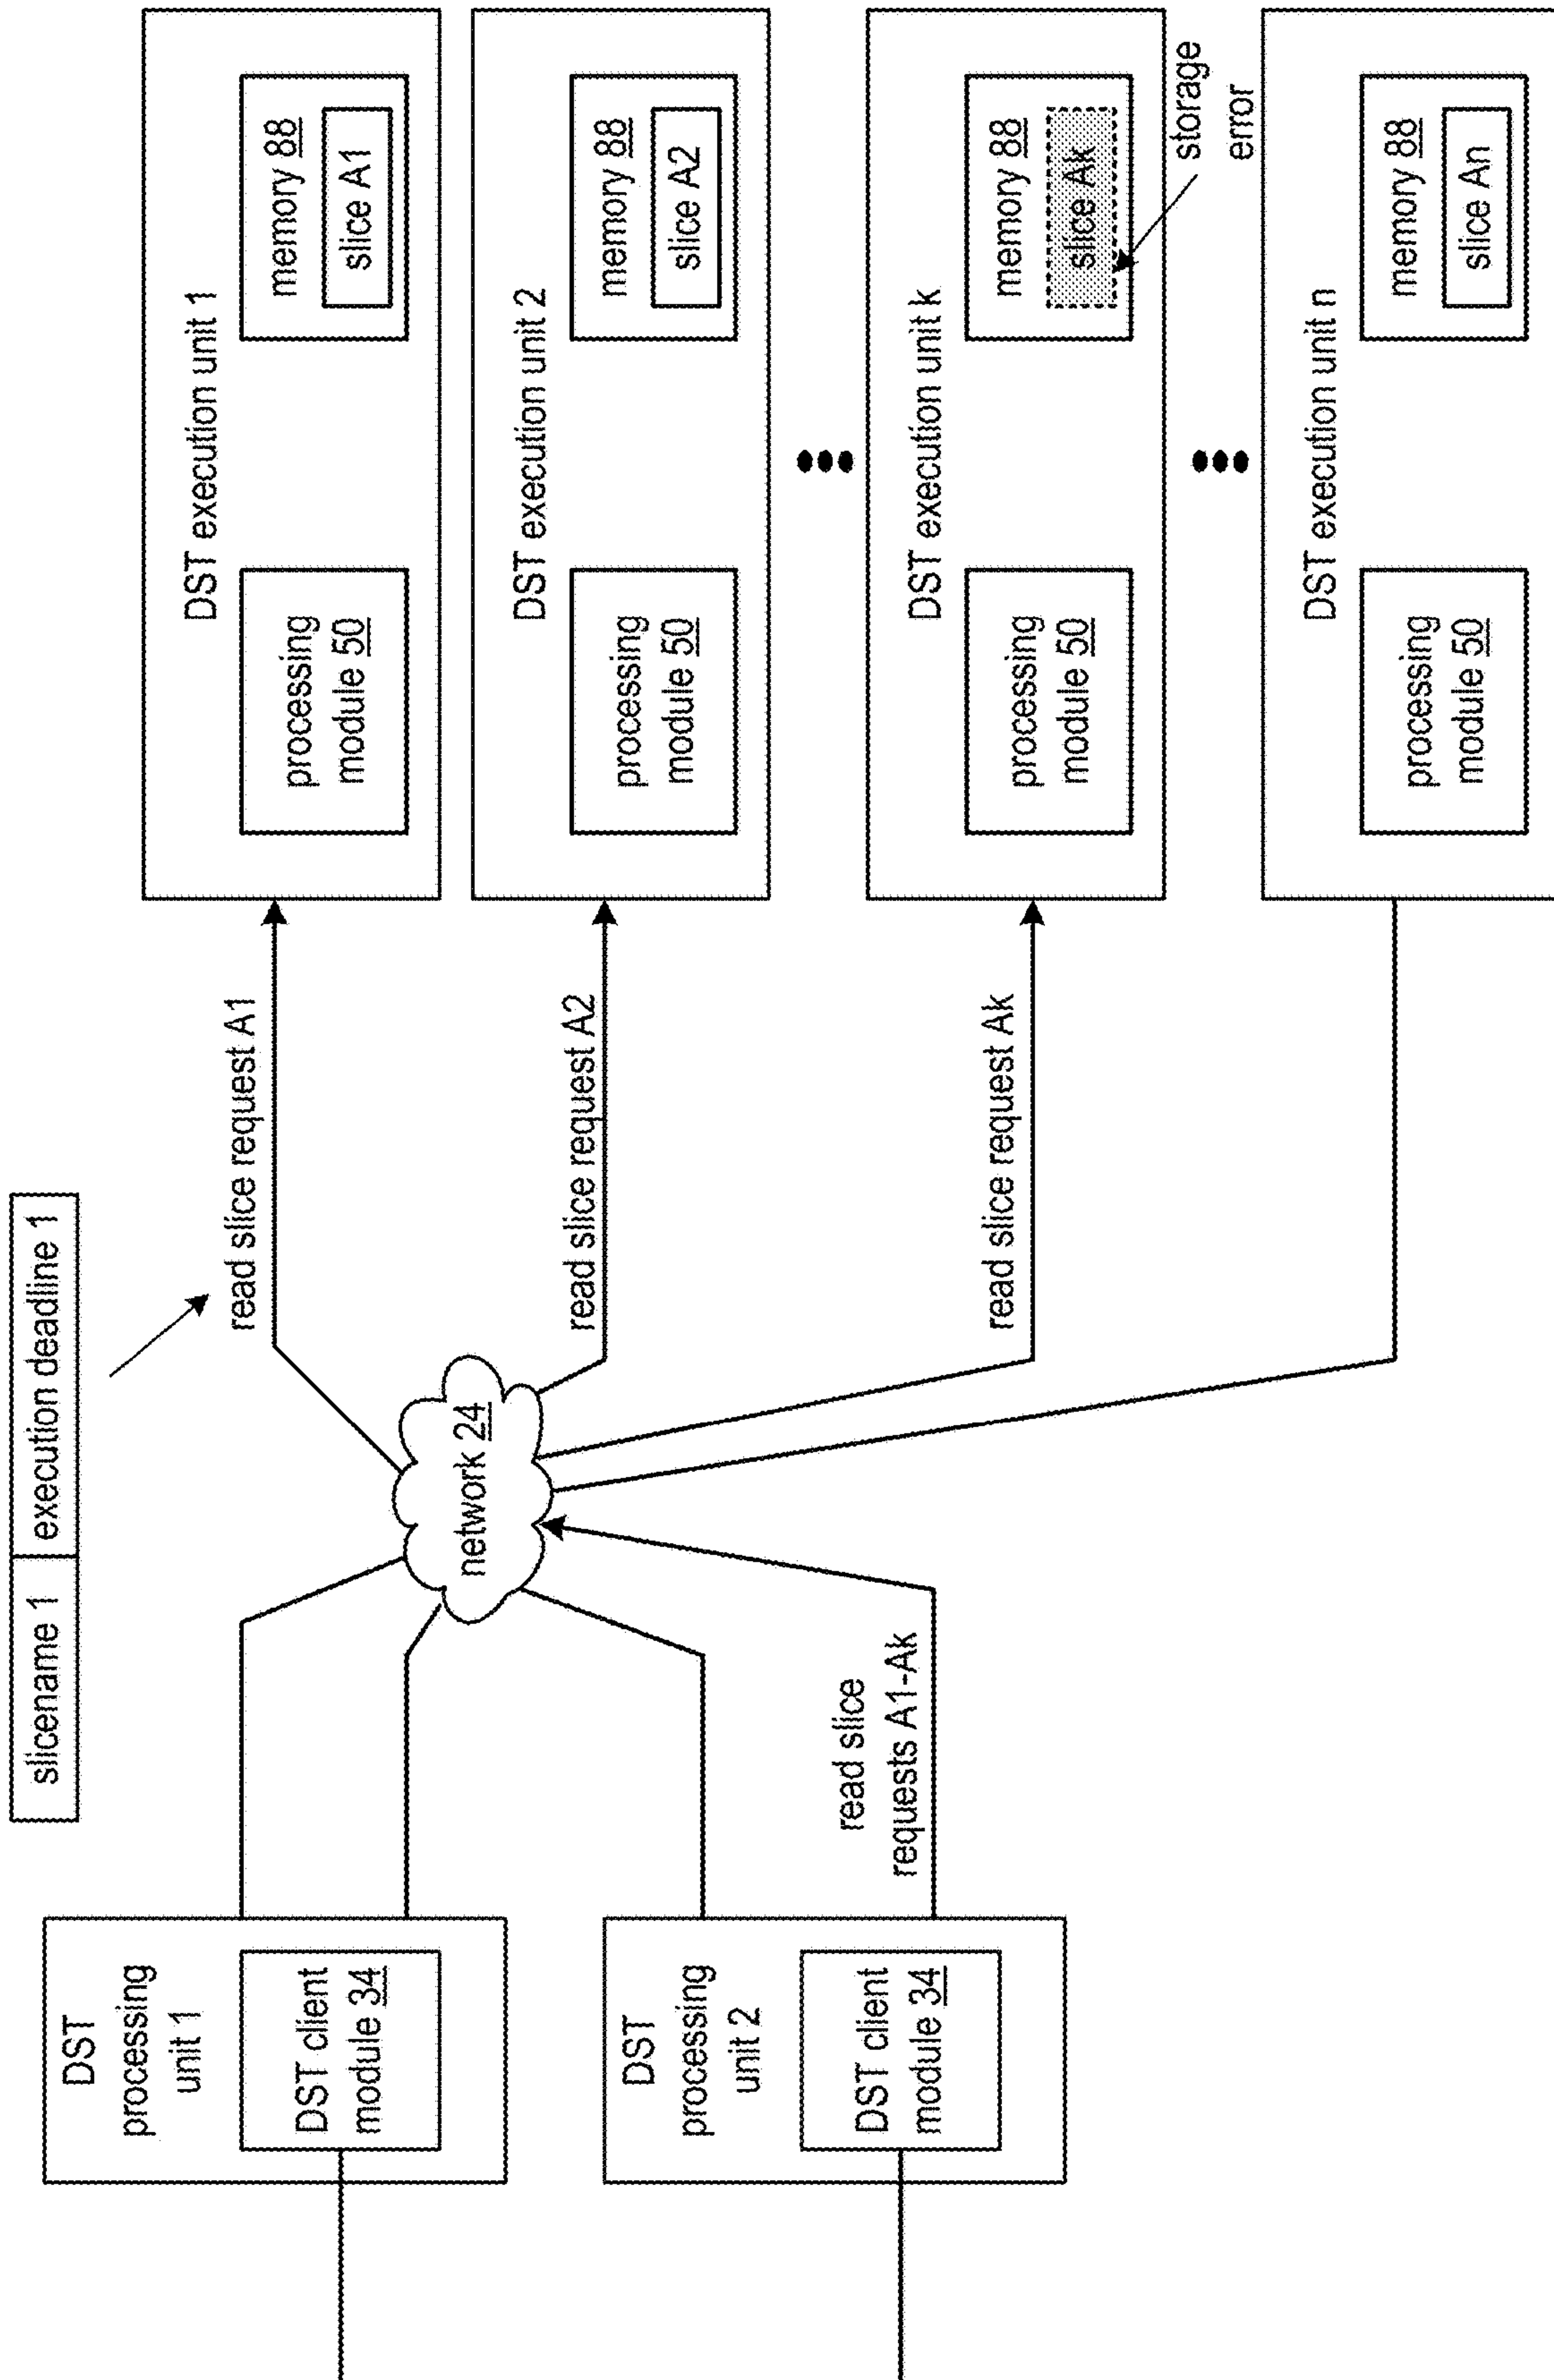 slicename 1
execution deadline 1
DST
processing
unit 1
DST client
module 34
DST
processing
unit 2
DST client
module 34
read slice
requests A1-Ak
network 24
read slice request A1
read slice request A2
read slice request Ak
DST execution unit 1
processing
module 50
memory 88
slice A1
DST execution unit 2
processing
module 50
memory 88
slice A2
DST execution unit k
processing
module 50
memory 88
slice Ak
storage
error
DST execution unit n
processing
module 50
memory 88
slice An